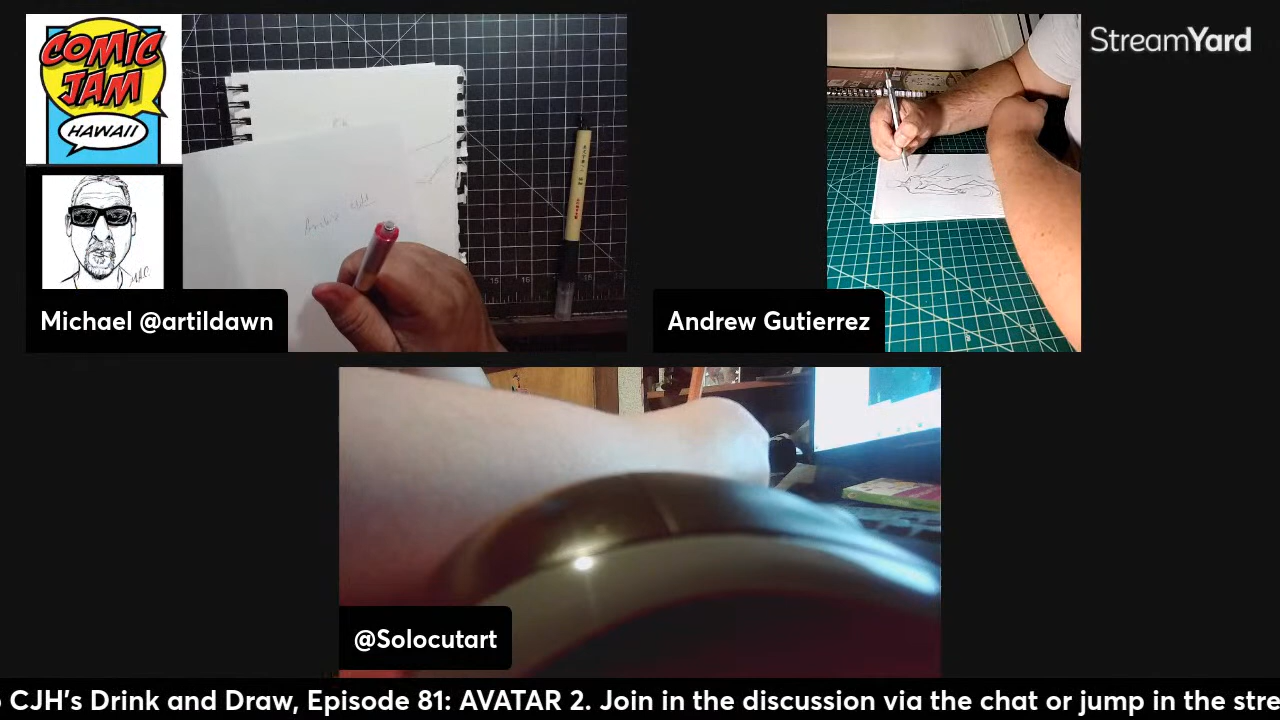 COMIC
JAM
HAWAII
StreamYard
Michael @artildawn
Andrew Gutierrez
@Solocutart
CJH's Drink and Draw, Episode 81: AVATAR 2. Join in the discussion via the chat or jump in the stre